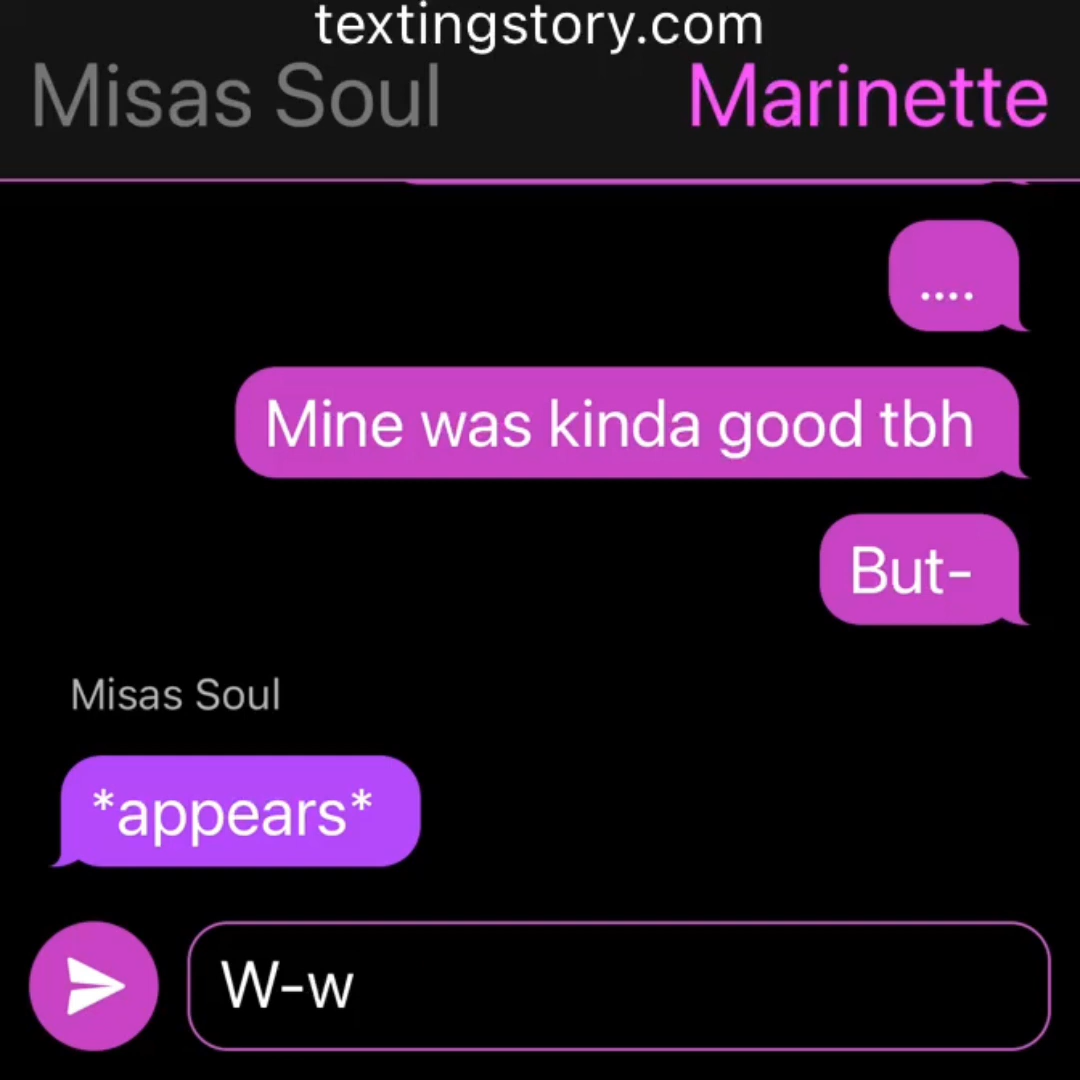 textingstory.com
Misas Soul Marinette
....
Mine was kinda good tbh
But-
Misas Soul
*appears*
W-w